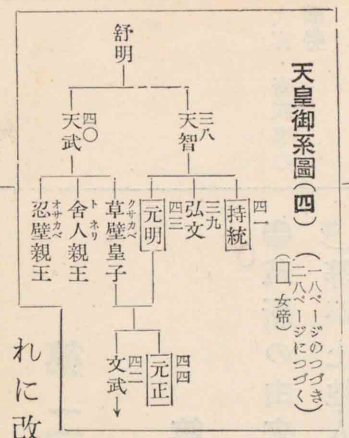 天皇御系圖(四)
(一八ページのつづき
二八ページにつづく)
(□女帝)
舒明
三八
天智
四〇
天武
四一
持統
三九
弘文
四三
元明
クサカベ
草壁皇子
トネリ
舍人親王
オサカベ
忍壁親王
四四
元正
四二
文武
れに改